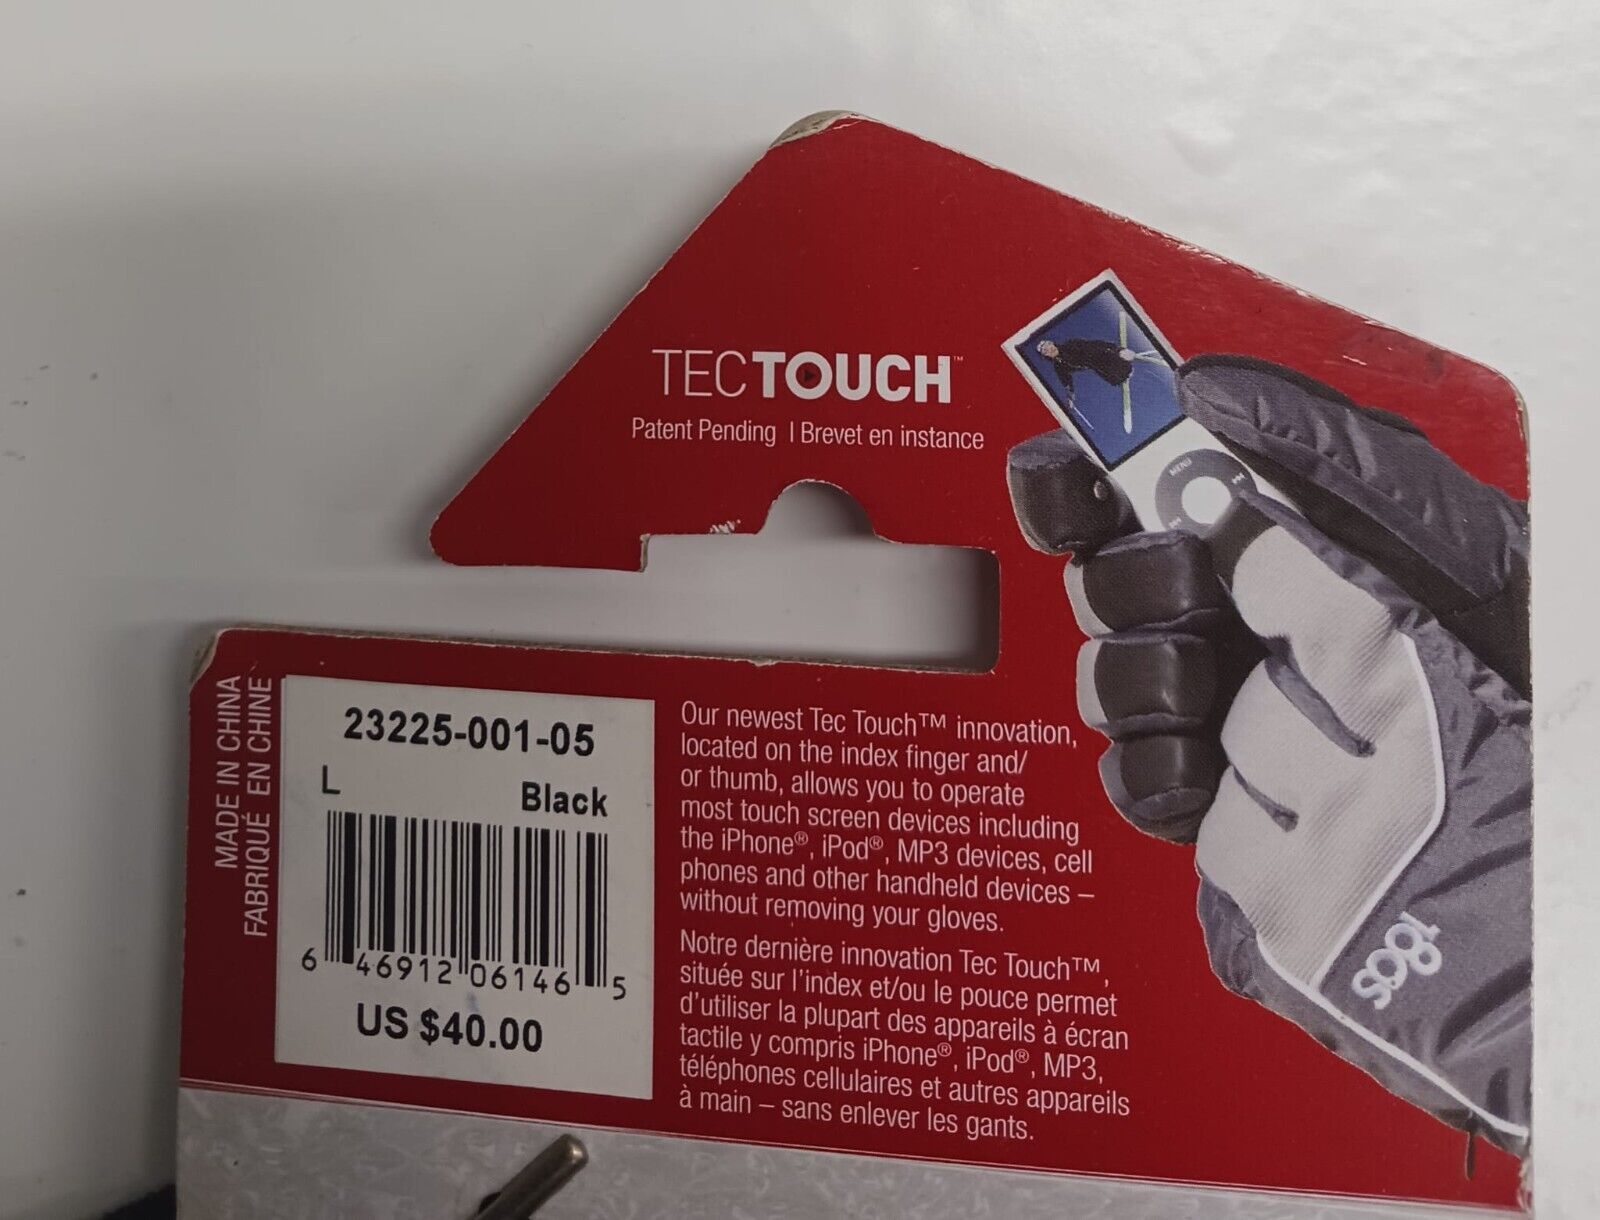 TECTOUCH™
Patent Pending | Brevet en instance
MENU
180s
MADE IN CHINA
FABRIQUÉ EN CHINE
23225-001-05
L Black
6 46912 06146 5
US $40.00
Our newest Tec Touch™ innovation,
located on the index finger and/
or thumb, allows you to operate
most touch screen devices including
the iPhone®, iPod®, MP3 devices, cell
phones and other handheld devices –
without removing your gloves.
Notre dernière innovation Tec Touch™,
située sur l'index et/ou le pouce permet
d'utiliser la plupart des appareils à écran
tactile y compris iPhone®, iPod®, MP3,
téléphones cellulaires et autres appareils
à main – sans enlever les gants.